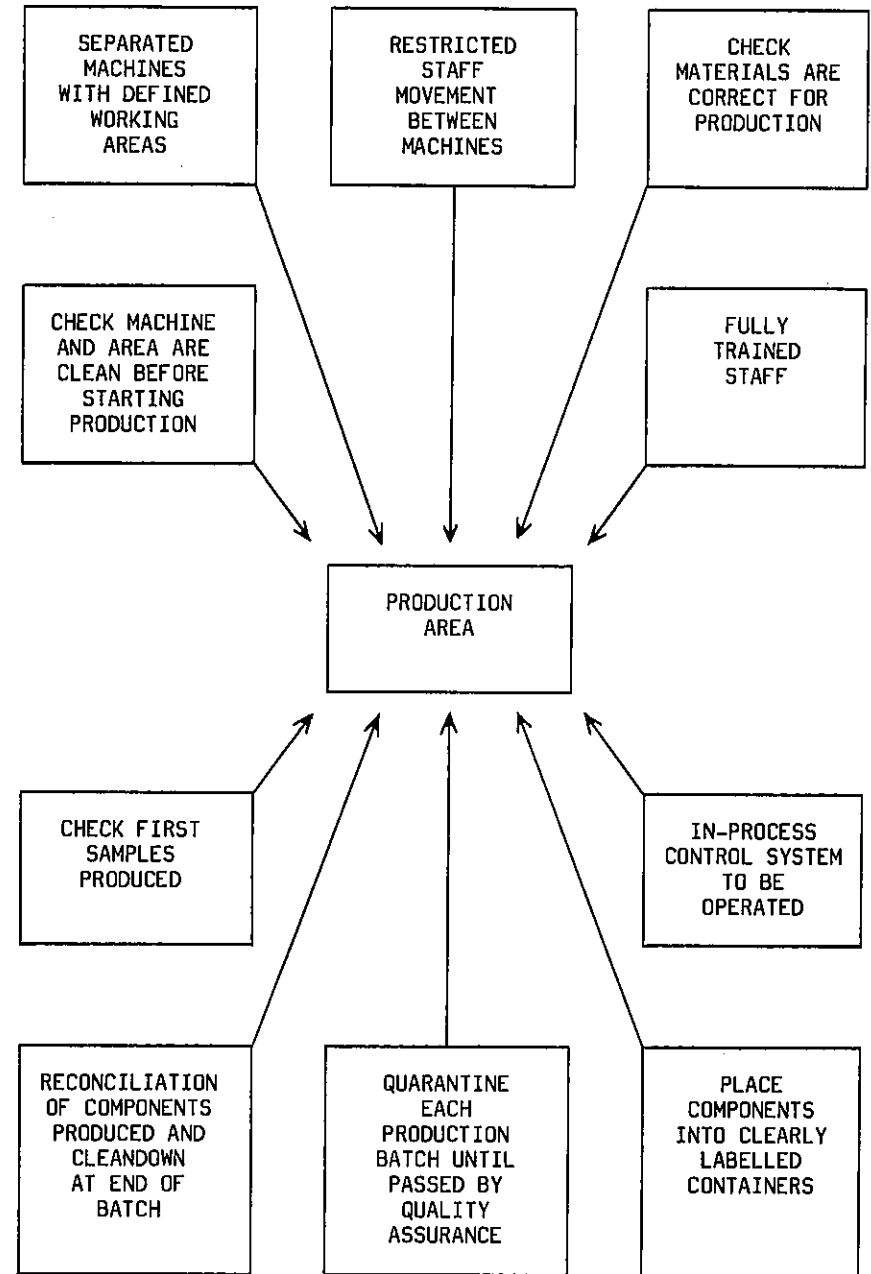 SEPARATED
MACHINES
WITH DEFINED
WORKING
AREAS
RESTRICTED
STAFF
MOVEMENT
BETWEEN
MACHINES
CHECK
MATERIALS ARE
CORRECT FOR
PRODUCTION
CHECK MACHINE
AND AREA ARE
CLEAN BEFORE
STARTING
PRODUCTION
FULLY
TRAINED
STAFF
PRODUCTION
AREA
CHECK FIRST
SAMPLES
PRODUCED
IN-PROCESS
CONTROL SYSTEM
TO BE
OPERATED
RECONCILIATION
OF COMPONENTS
PRODUCED AND
CLEANDOWN
AT END OF
BATCH
QUARANTINE
EACH
PRODUCTION
BATCH UNTIL
PASSED BY
QUALITY
ASSURANCE
PLACE
COMPONENTS
INTO CLEARLY
LABELLED
CONTAINERS